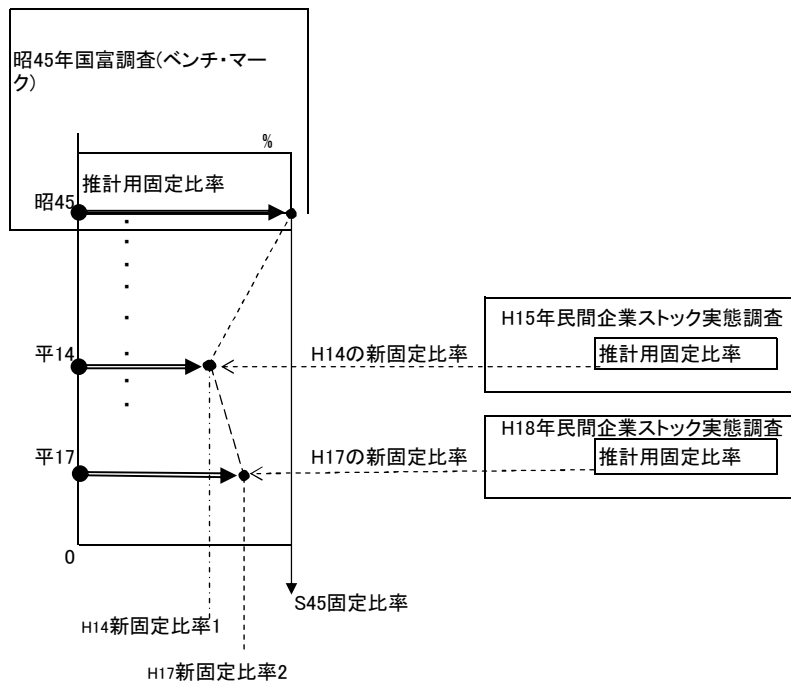 昭45年国富調査(ベンチ・マー
ク)
%
推計用固定比率
昭45
H15年民間企業ストック実態調査
平14
H14の新固定比率
推計用固定比率
H18年民間企業ストック実態調査
平17
H17の新固定比率
推計用固定比率
0
S45固定比率
H14新固定比率1
H17新固定比率2